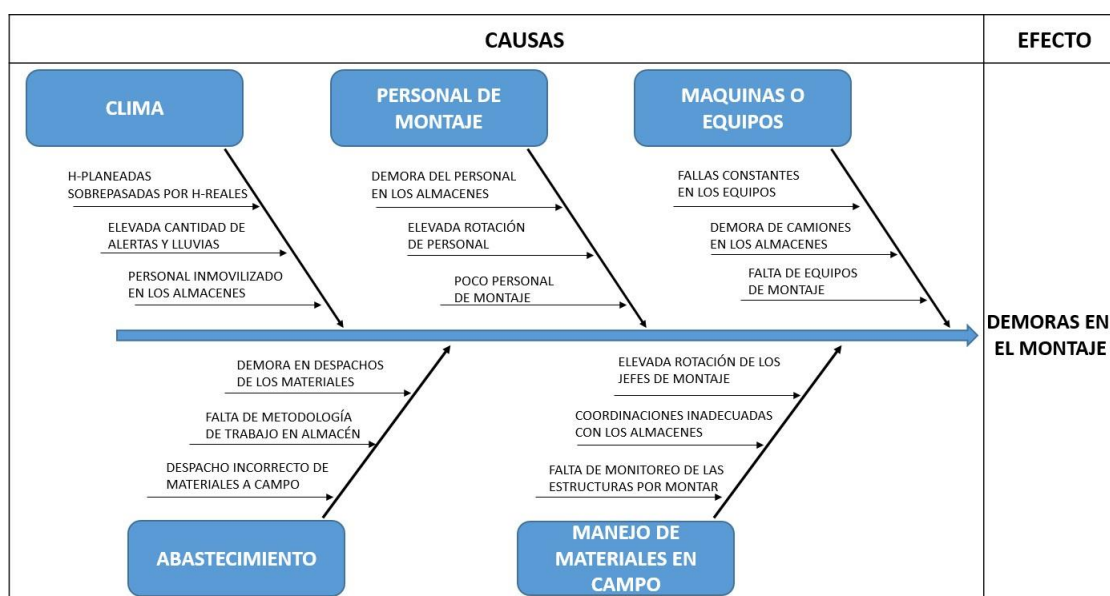 CAUSAS
EFECTO
CLIMA
PERSONAL DE
MONTAJE
MAQUINAS O
EQUIPOS
H-PLANEADAS
SOBREPASADAS POR H-REALES
ELEVADA CANTIDAD DE
ALERTAS Y LLUVIAS
PERSONAL INMOVILIZADO
EN LOS ALMACENES
DEMORA DEL PERSONAL
EN LOS ALMACENES
ELEVADA ROTACIÓN
DE PERSONAL
POCO PERSONAL
DE MONTAJE
FALLAS CONSTANTES
EN LOS EQUIPOS
DEMORA DE CAMIONES
EN LOS ALMACENES
FALTA DE EQUIPOS
DE MONTAJE
DEMORAS EN
EL MONTAJE
DEMORA EN DESPACHOS
DE LOS MATERIALES
FALTA DE METODOLOGÍA
DE TRABAJO EN ALMACÉN
DESPACHO INCORRECTO DE
MATERIALES A CAMPO
ELEVADA ROTACIÓN DE LOS
JEFES DE MONTAJE
COORDINACIONES INADECUADAS
CON LOS ALMACENES
FALTA DE MONITOREO DE LAS
ESTRUCTURAS POR MONTAR
ABASTECIMIENTO
MANEJO DE
MATERIALES EN
CAMPO